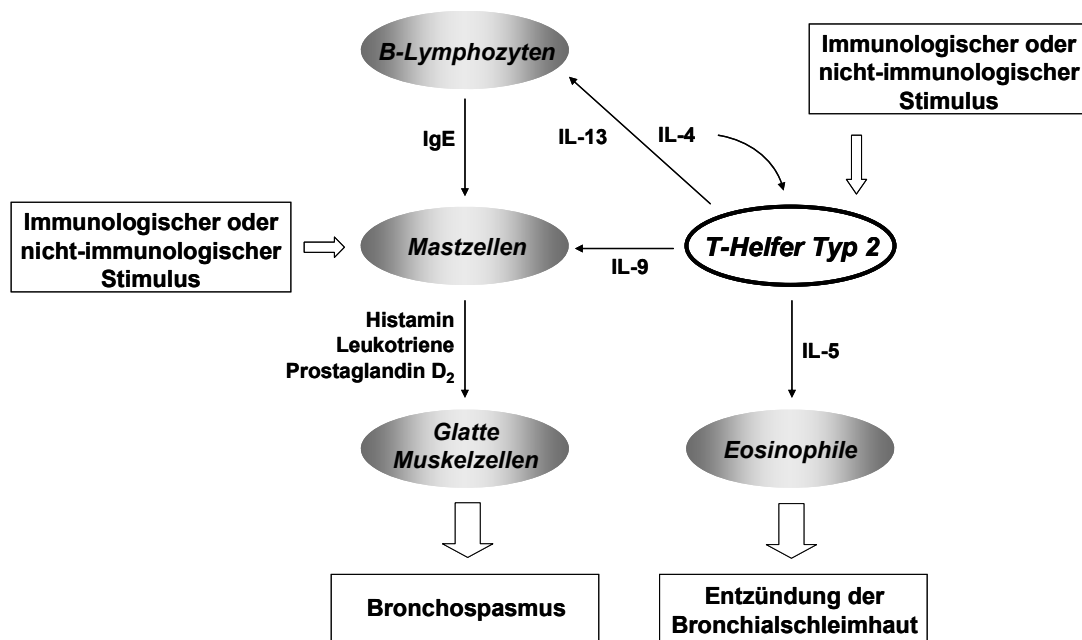 B-Lymphozyten
Immunologischer oder
nicht-immunologischer
Stimulus
IgE
IL-13
IL-4
Immunologischer oder
nicht-immunologischer
Stimulus
Mastzellen
T-Helfer Typ 2
IL-9
Histamin
Leukotriene
Prostaglandin D₂
IL-5
Glatte
Muskelzellen
Eosinophile
Bronchospasmus
Entzündung der
Bronchialschleimhaut